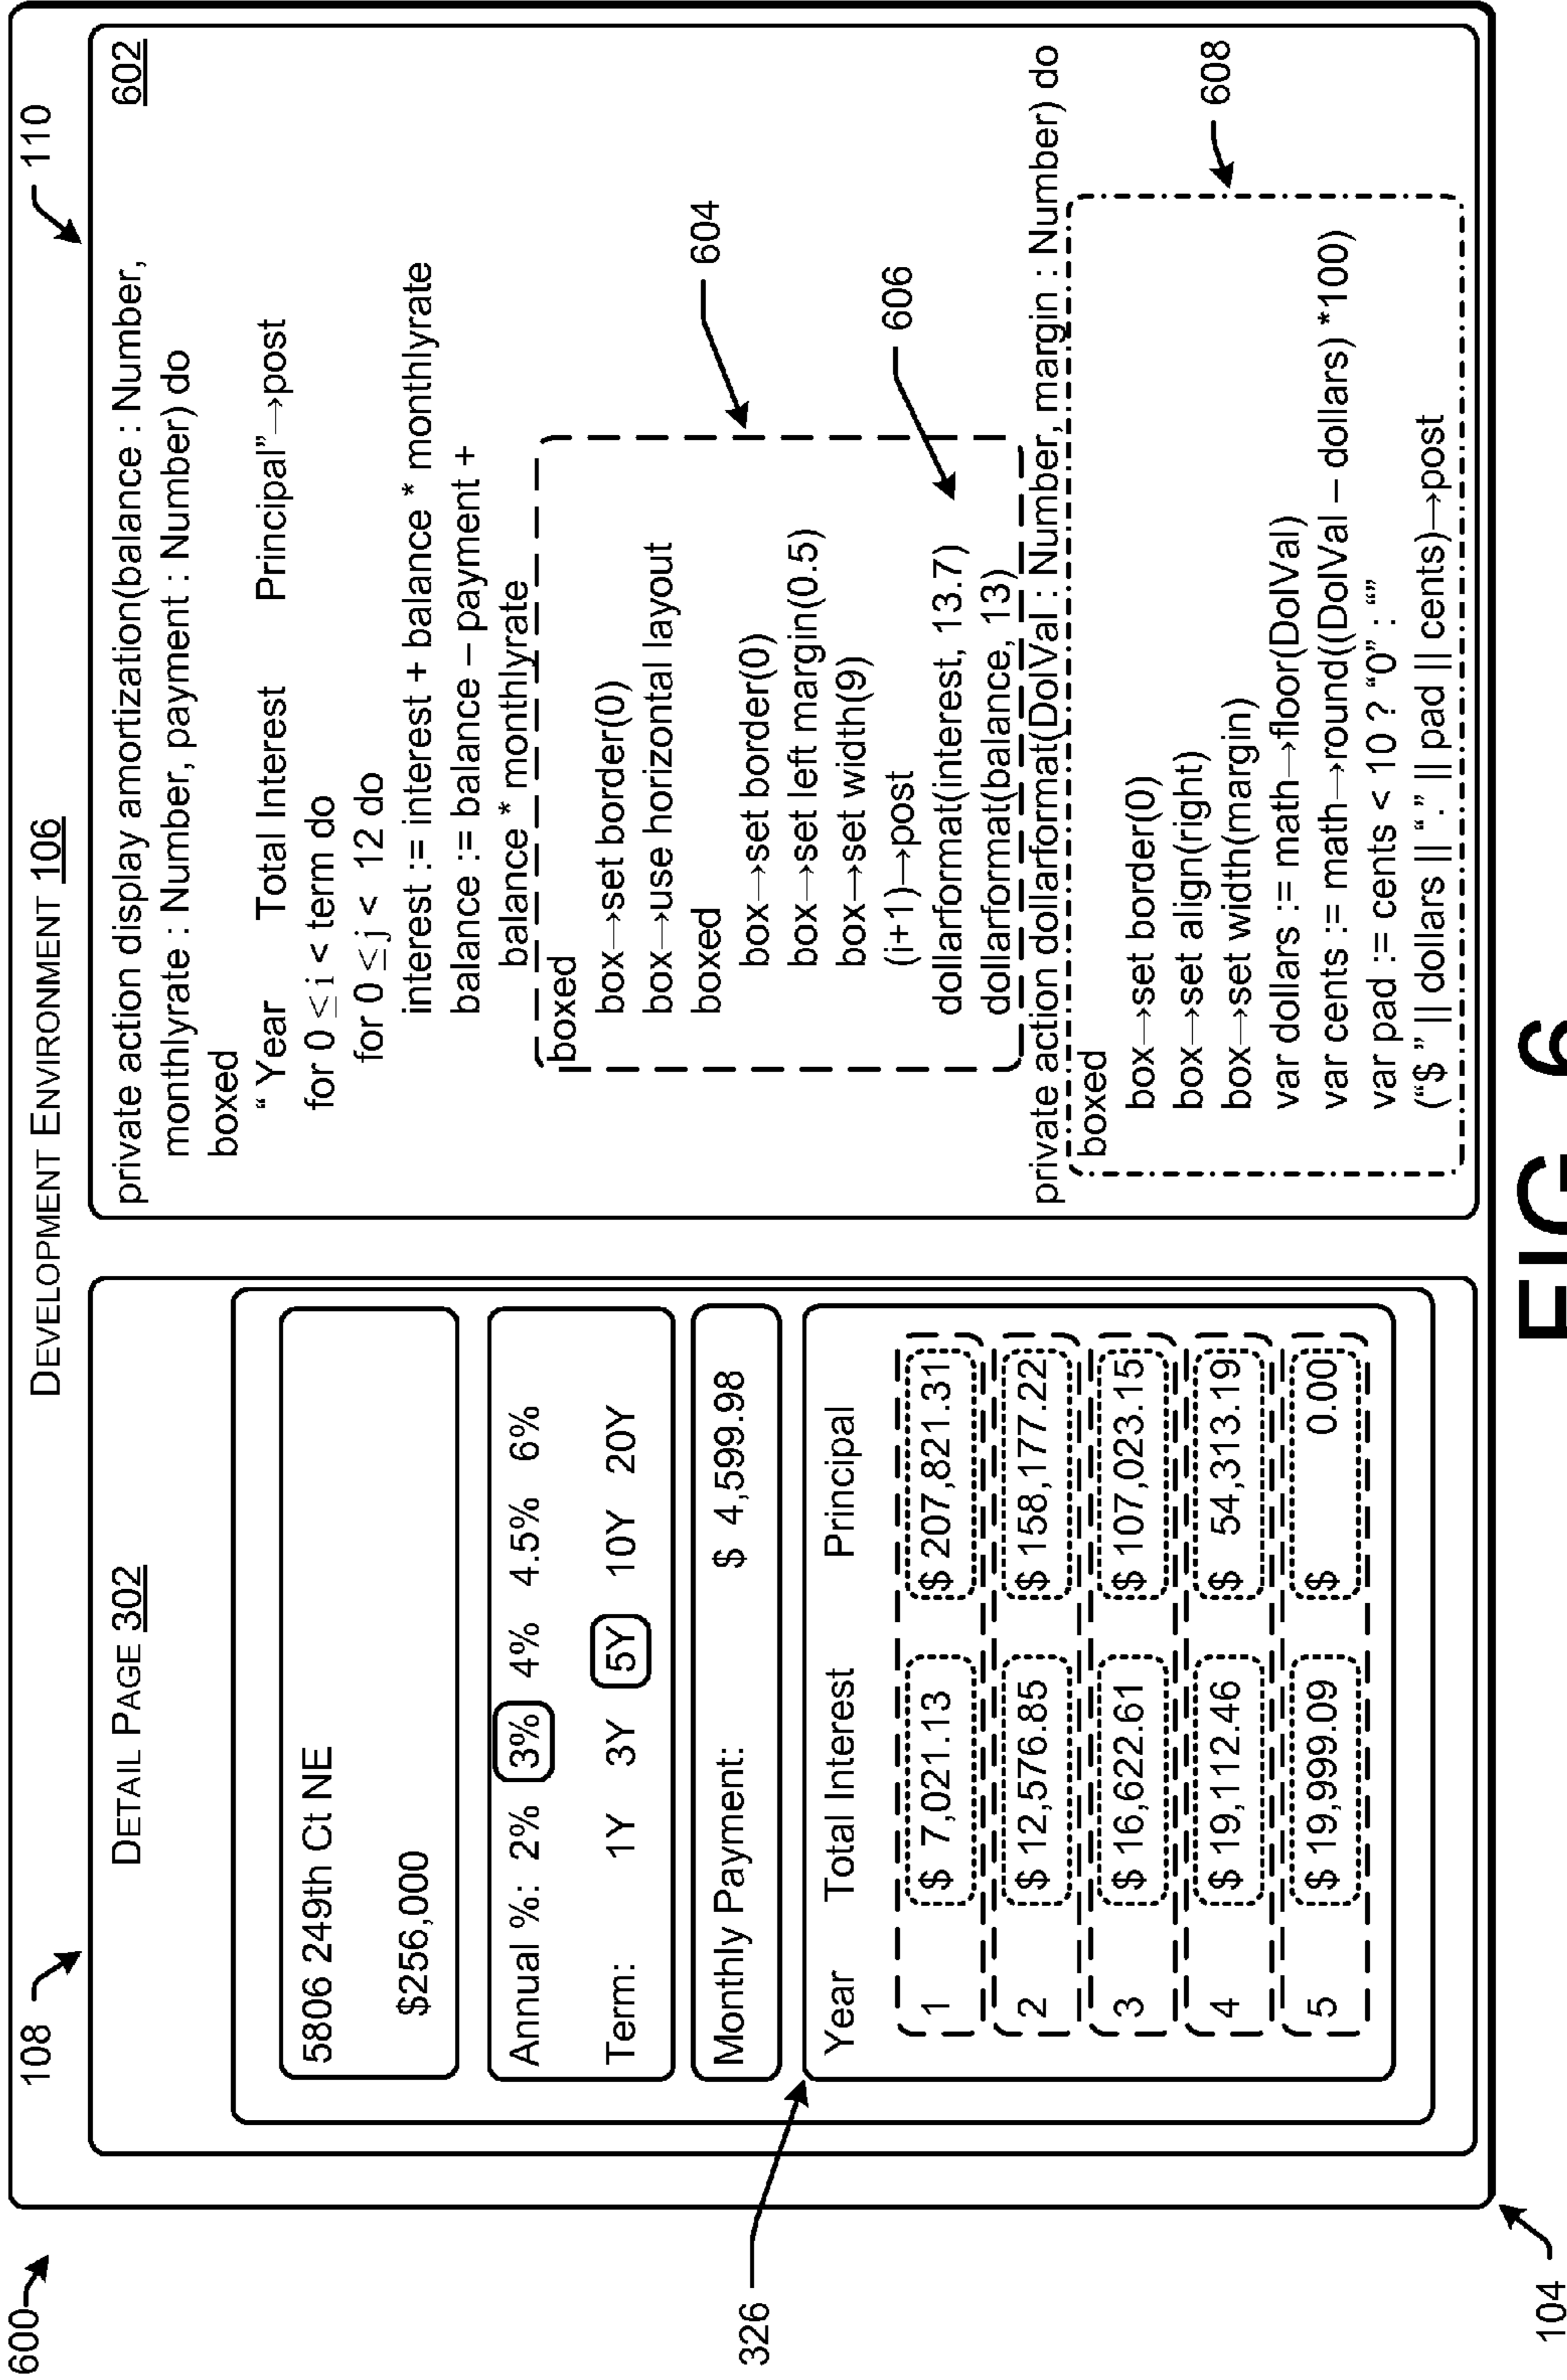 600
108
110
DEVELOPMENT ENVIRONMENT 106
DETAIL PAGE 302
5806 249th Ct NE
$256,000
Annual %: 2% 3% 4% 4.5% 6%
Term: 1Y 3Y 5Y 10Y 20Y
Monthly Payment: $ 4,599.98
326
Year Total Interest Principal
1 $ 7,021.13 $ 207,821.31
2 $ 12,576.85 $ 158,177.22
3 $ 16,622.61 $ 107,023.15
4 $ 19,112.46 $ 54,313.19
5 $ 19,999.09 $ 0.00
104
602
private action display amortization(balance : Number,
monthlyrate : Number, payment : Number) do
boxed
“ Year Total Interest Principal”→post
for 0 ≤ i < term do
for 0 ≤ j < 12 do
interest := interest + balance * monthlyrate
balance := balance – payment +
balance * monthlyrate
604
boxed
box→set border(0)
box→use horizontal layout
boxed
box→set border(0)
box→set left margin(0.5)
box→set width(9)
(i+1)→post
606
dollarformat(interest, 13.7)
dollarformat(balance, 13)
private action dollarformat(DolVal : Number, margin : Number) do
608
boxed
box→set border(0)
box→set align(right)
box→set width(margin)
var dollars := math→floor(DolVal)
var cents := math→round((DolVal – dollars) *100)
var pad := cents < 10 ? “0” : “”
(“$ ” || dollars || “.” || pad || cents)→post
FIG. 6